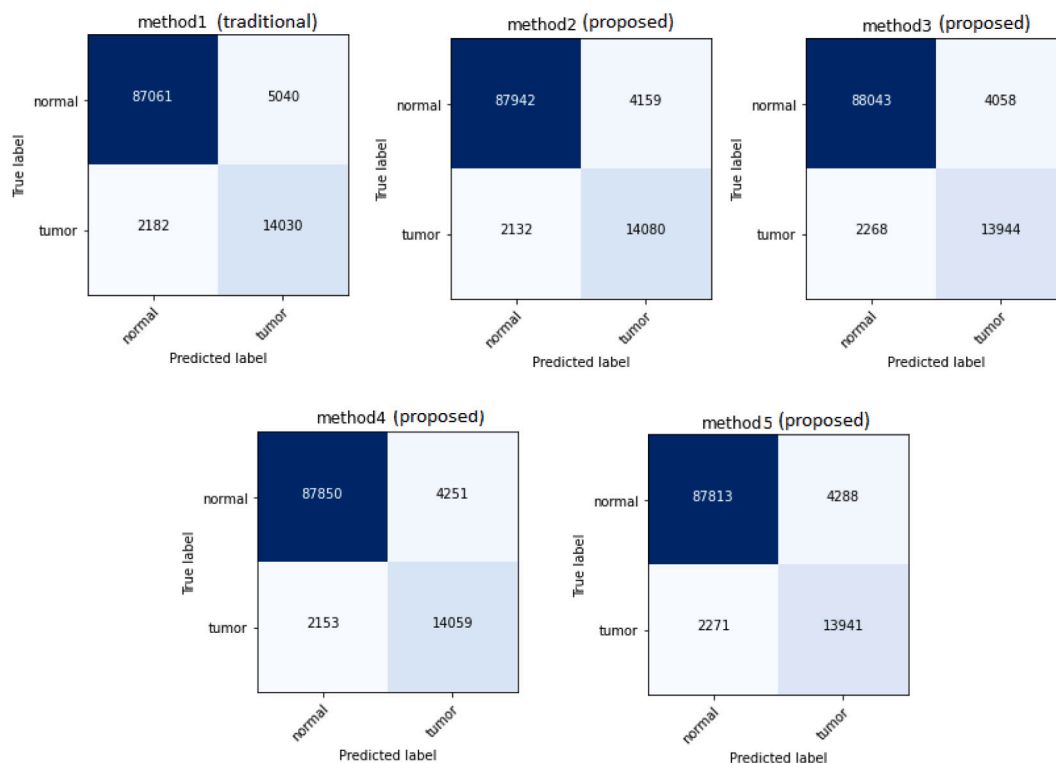 method1 (traditional)
normal
87061
5040
tumor
2182
14030
True label
normal
tumor
Predicted label
method2 (proposed)
normal
87942
4159
tumor
2132
14080
True label
normal
tumor
Predicted label
method3 (proposed)
normal
88043
4058
tumor
2268
13944
True label
normal
tumor
Predicted label
method4 (proposed)
normal
87850
4251
tumor
2153
14059
True label
normal
tumor
Predicted label
method5 (proposed)
normal
87813
4288
tumor
2271
13941
True label
normal
tumor
Predicted label